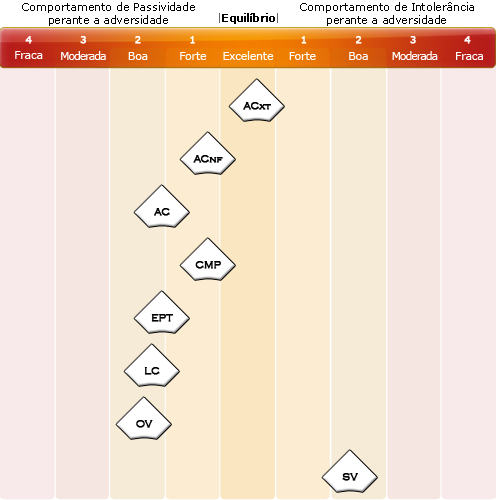 Comportamento de Passividade
perante a adversidade
|Equilíbrio|
Comportamento de Intolerância
perante a adversidade
4 3 2 1 1 2 3 4
Fraca Moderada Boa Forte Excelente Forte Boa Moderada Fraca
ACXT
ACNF
AC
CMP
EPT
LC
OV
SV